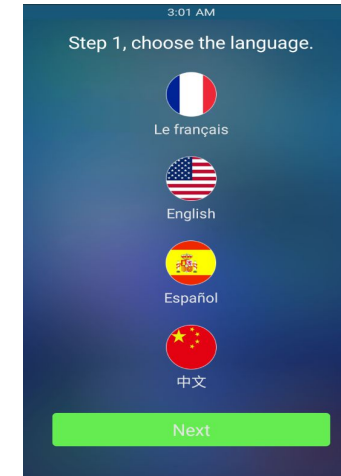 3:01 AM
Step 1, choose the language.
Le français
English
Español
中文
Next